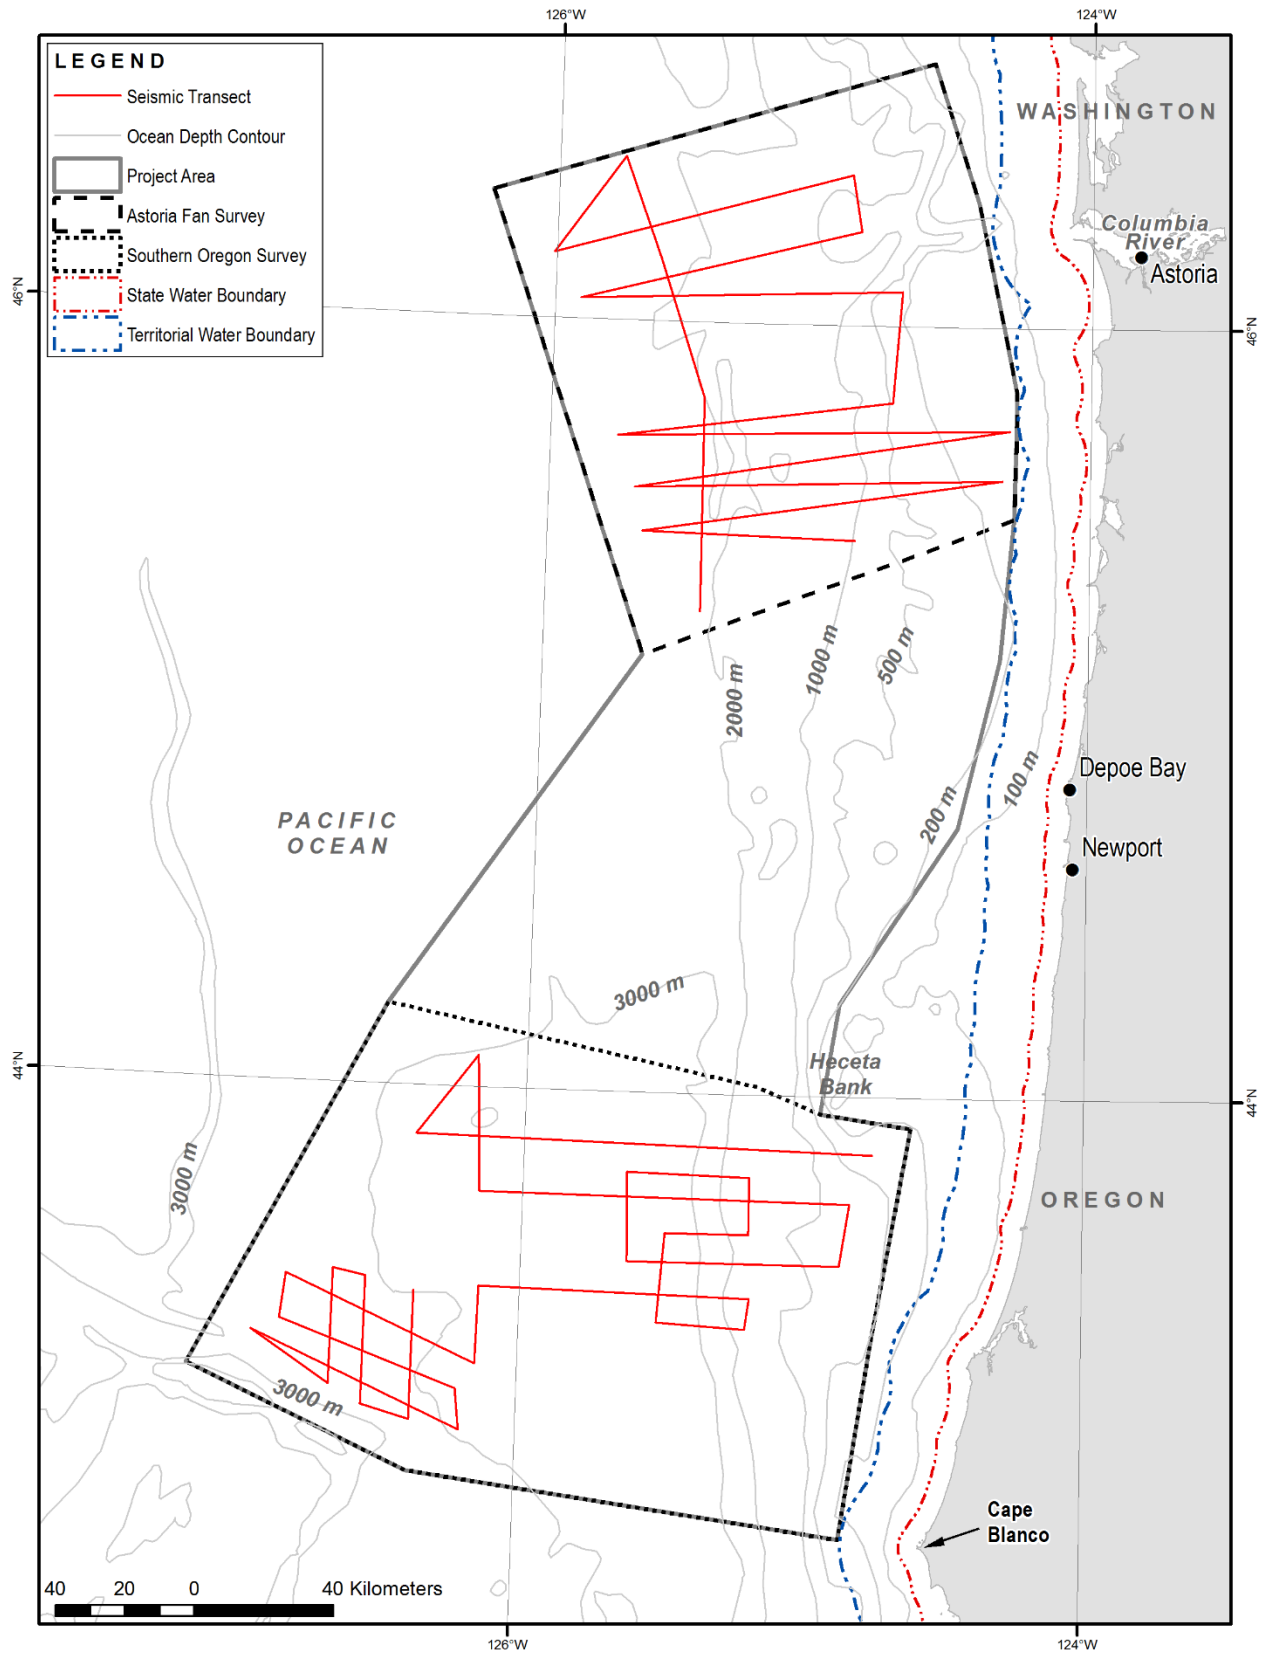 126°W
124°W
LEGEND
Seismic Transect
Ocean Depth Contour
Project Area
Astoria Fan Survey
Southern Oregon Survey
State Water Boundary
Territorial Water Boundary
WASHINGTON
Columbia
River
Astoria
46°N
46°N
1000 m
500 m
2000 m
Depoe Bay
100 m
200 m
PACIFIC
OCEAN
Newport
3000 m
Heceta
Bank
44°N
44°N
3000 m
OREGON
3000 m
Cape
Blanco
40 20 0 40 Kilometers
126°W
124°W